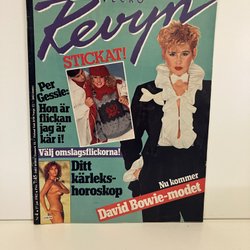 VECKO
Revyn
STICKAT!
Per
Gessle:
Hon är
flickan
jag är
kär i!
Välj omslagsflickorna!
Ditt
kärleks-
horoskop
Nu kommer
David Bowie-modet